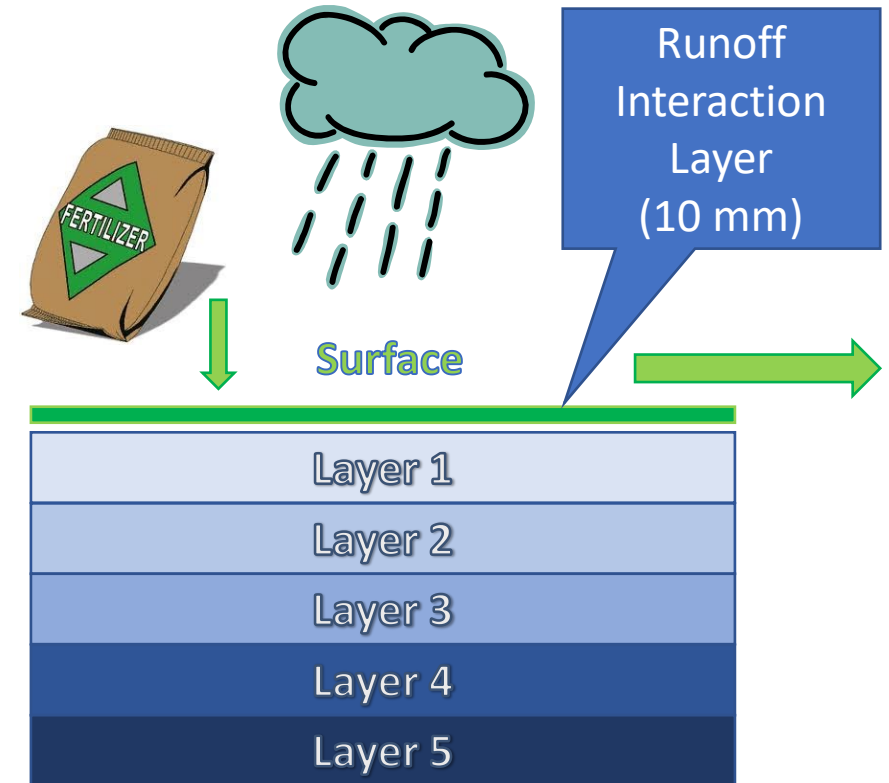 Runoff
Interaction
Layer
(10 mm)
FERTILIZER
Surface
Layer 1
Layer 2
Layer 3
Layer 4
Layer 5